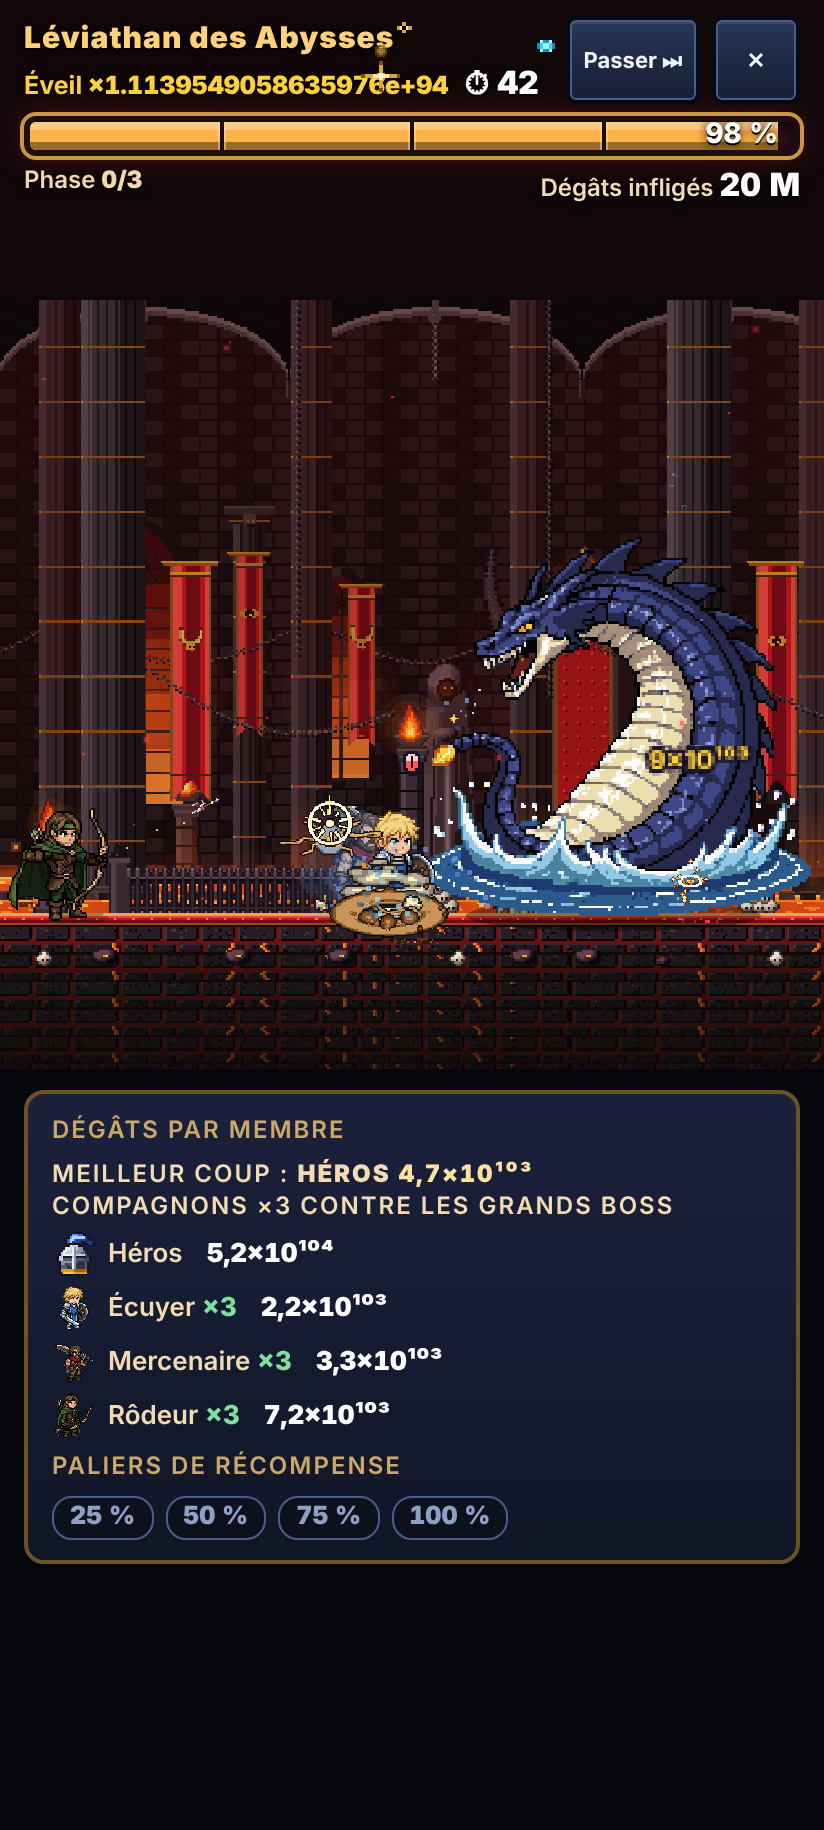 Léviathan des Abysses
Éveil ×1.1139549058635976e+94 ⏱ 42
Passer ⏭
✕
98 %
Phase 0/3
Dégâts infligés 20 M
9×10¹⁰³
DÉGÂTS PAR MEMBRE
MEILLEUR COUP : HÉROS 4,7×10¹⁰³
COMPAGNONS ×3 CONTRE LES GRANDS BOSS
Héros 5,2×10¹⁰⁴
Écuyer ×3 2,2×10¹⁰³
Mercenaire ×3 3,3×10¹⁰³
Rôdeur ×3 7,2×10¹⁰³
PALIERS DE RÉCOMPENSE
25 % 50 % 75 % 100 %